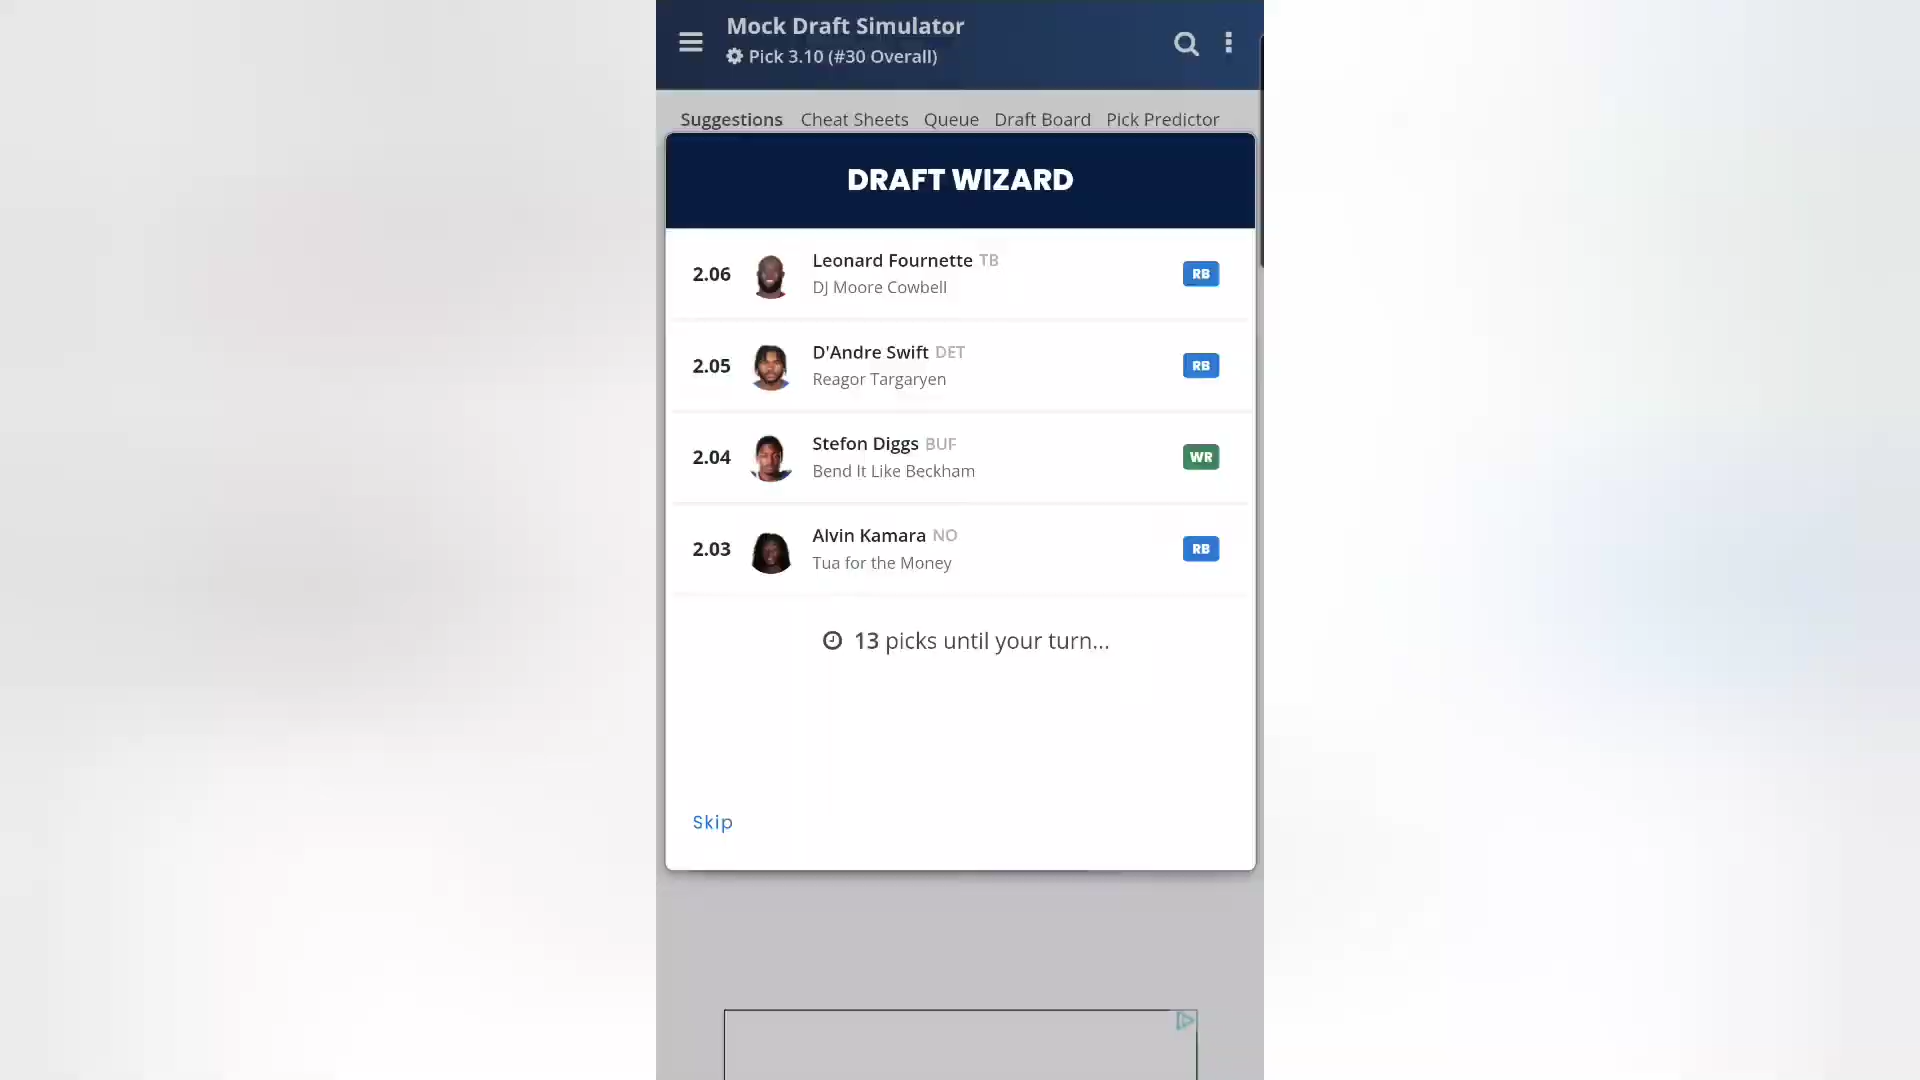 Mock Draft Simulator
Pick 3.10 (#30 Overall)
Suggestions Cheat Sheets Queue Draft Board Pick Predictor
DRAFT WIZARD
2.06 Leonard Fournette TB RB
DJ Moore Cowbell
2.05 D'Andre Swift DET RB
Reagor Targaryen
2.04 Stefon Diggs BUF WR
Bend It Like Beckham
2.03 Alvin Kamara NO RB
Tua for the Money
13 picks until your turn...
Skip